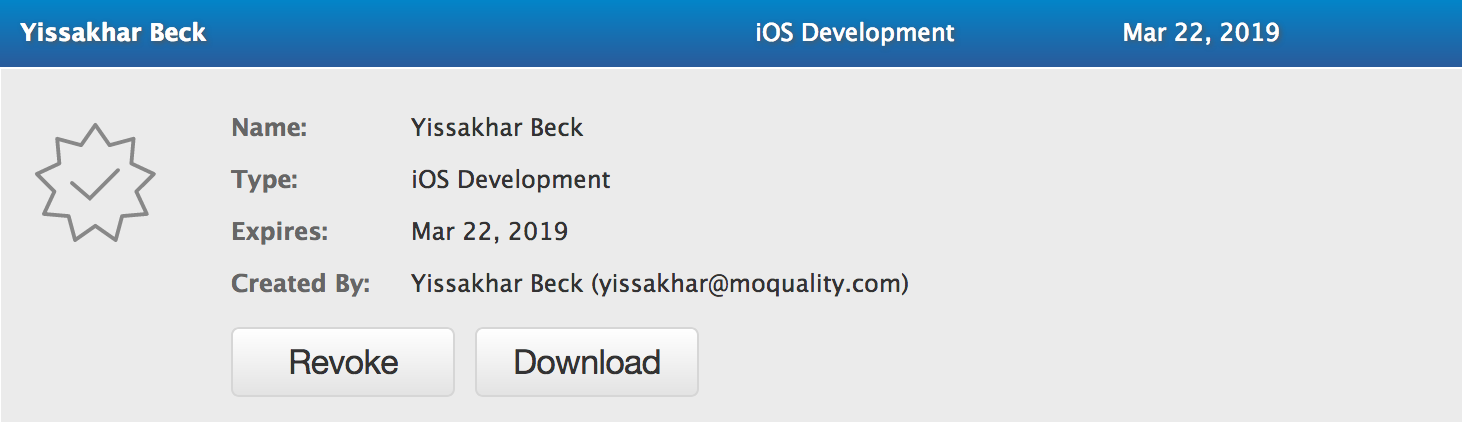 Yissakhar Beck iOS Development Mar 22, 2019
Name: Yissakhar Beck
Type: iOS Development
Expires: Mar 22, 2019
Created By: Yissakhar Beck (yissakhar@moquality.com)
Revoke Download